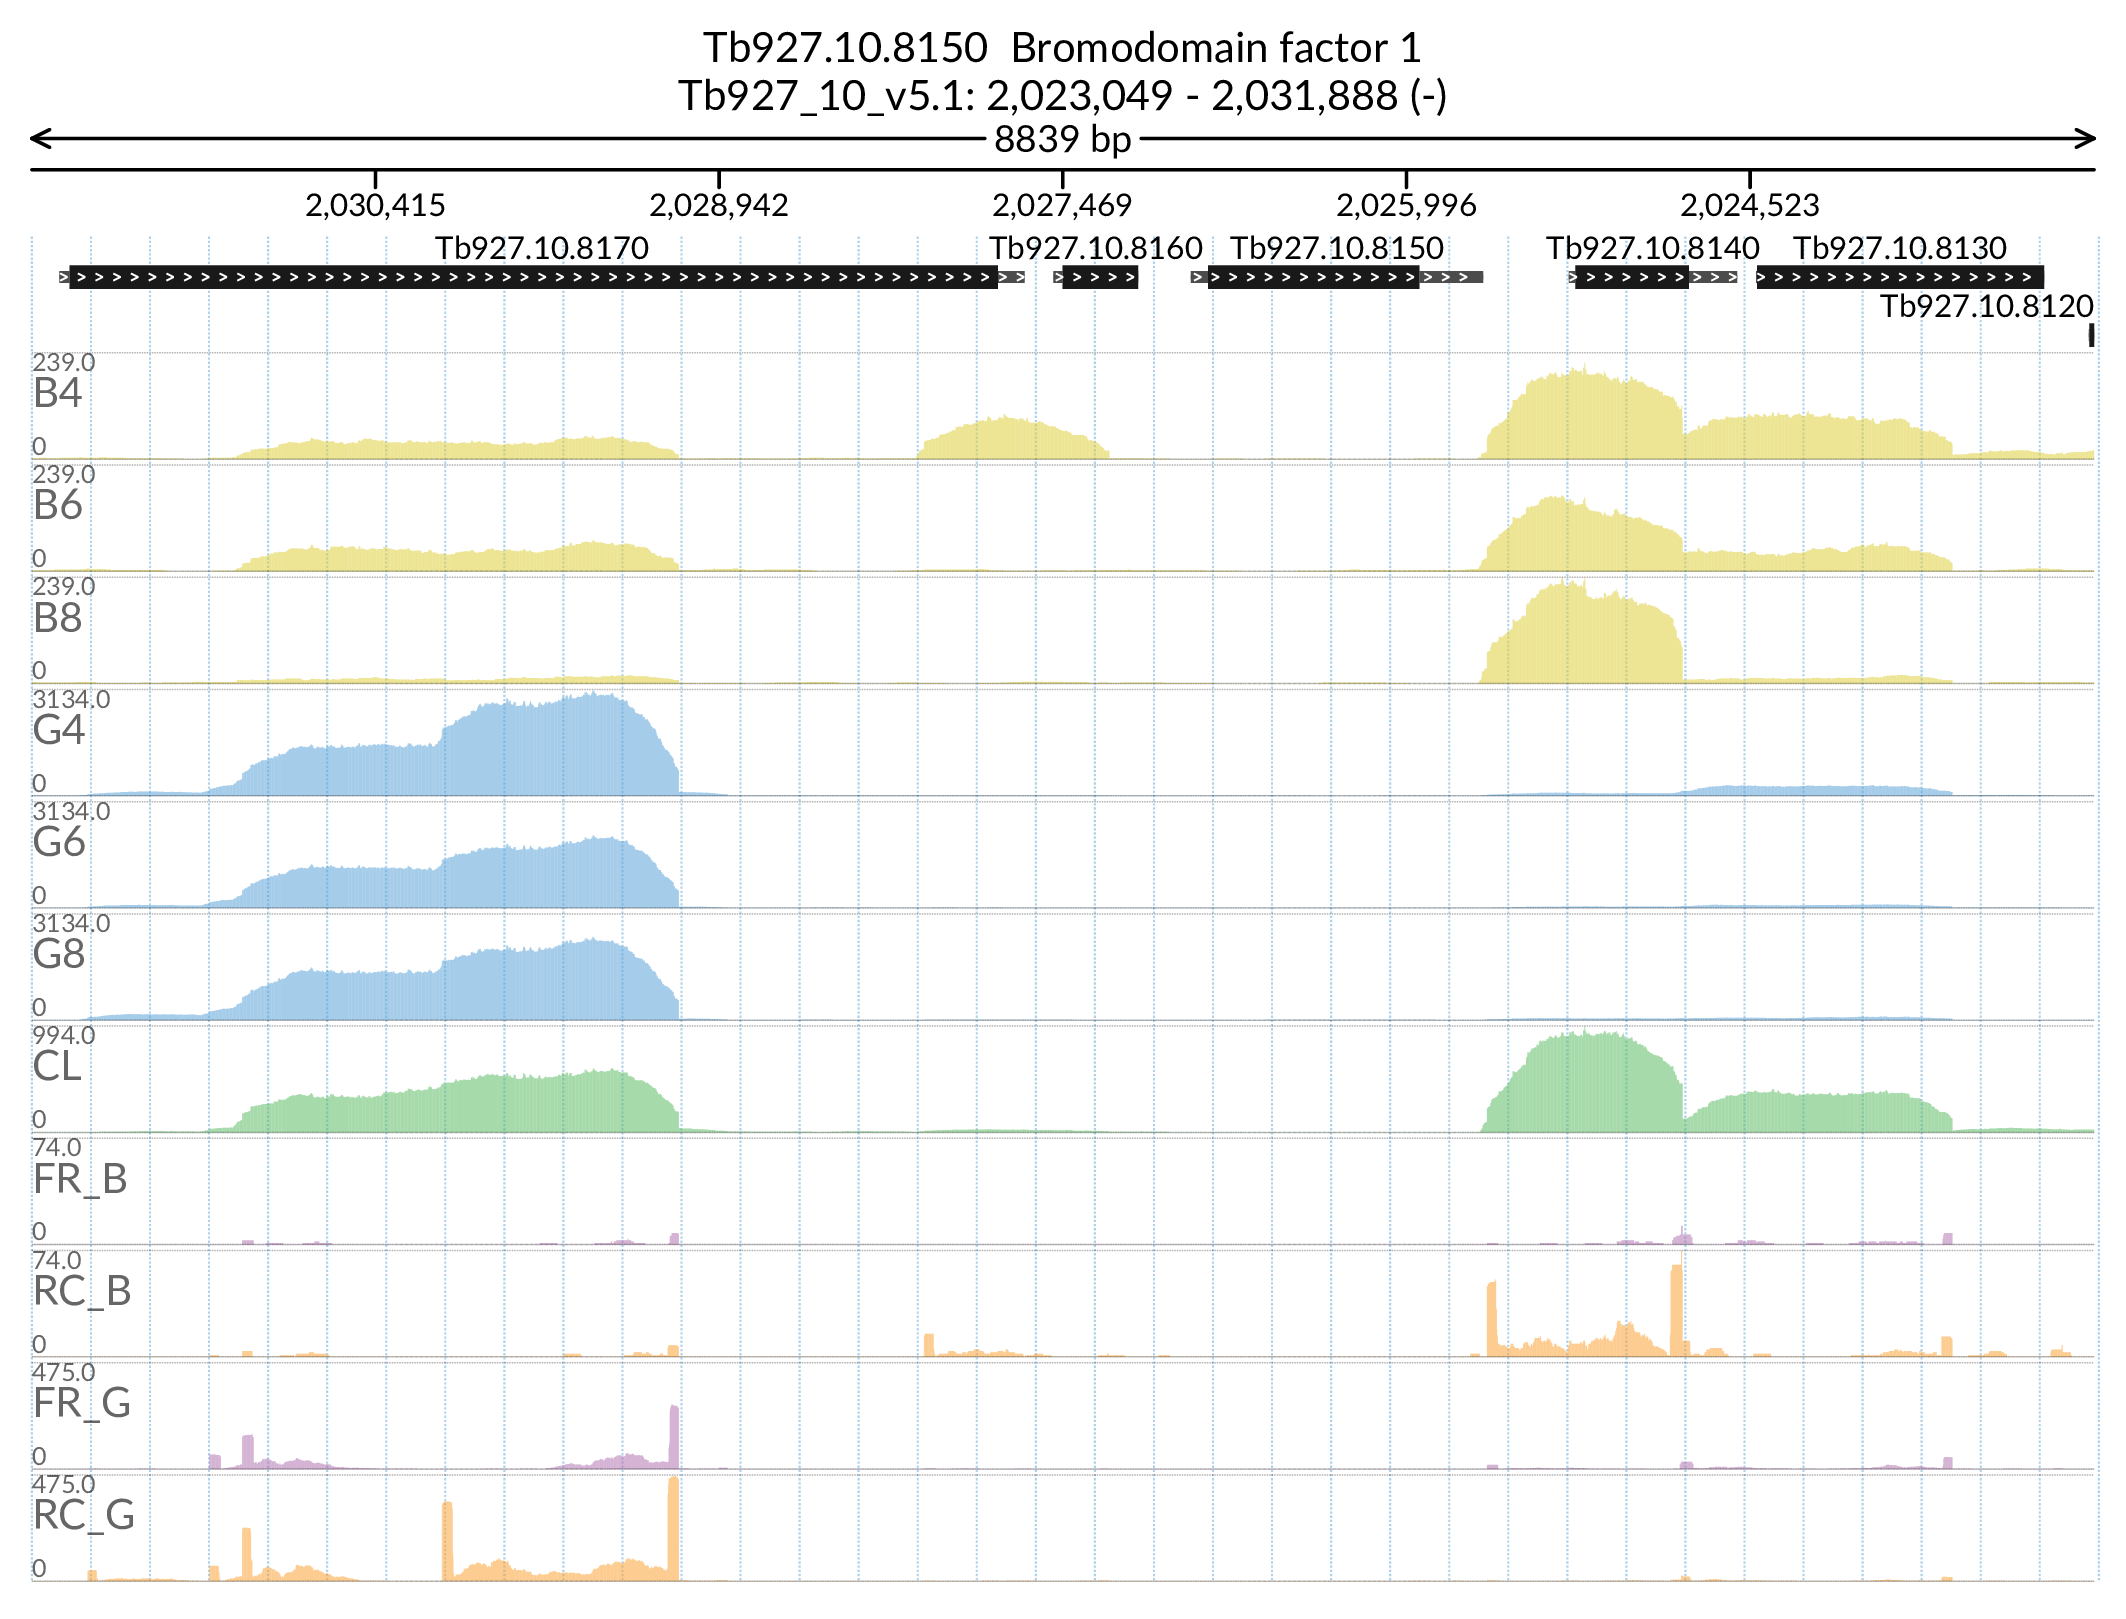 Tb927.10.8150  Bromodomain factor 1
Tb927_10_v5.1: 2,023,049 - 2,031,888 (-)
8839 bp
2,030,415 2,028,942 2,027,469 2,025,996 2,024,523
Tb927.10.8170 Tb927.10.8160 Tb927.10.8150 Tb927.10.8140 Tb927.10.8130
Tb927.10.8120
239.0
B4
0
239.0
B6
0
239.0
B8
0
3134.0
G4
0
3134.0
G6
0
3134.0
G8
0
994.0
CL
0
74.0
FR_B
0
74.0
RC_B
0
475.0
FR_G
0
475.0
RC_G
0